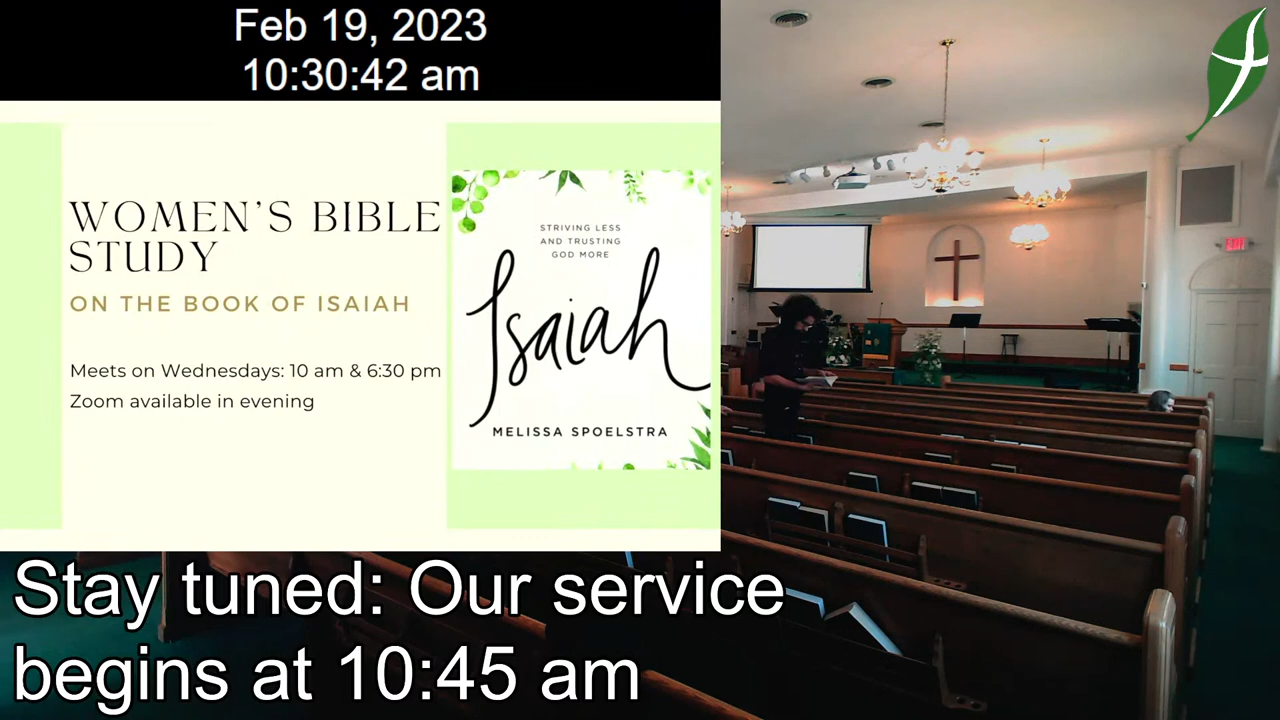 Feb 19, 2023
10:30:42 am
WOMEN'S BIBLE
STUDY
ON THE BOOK OF ISAIAH
Meets on Wednesdays: 10 am & 6:30 pm
Zoom available in evening
STRIVING LESS
AND TRUSTING
GOD MORE
Isaiah
MELISSA SPOELSTRA
EXIT
Stay tuned: Our service
begins at 10:45 am